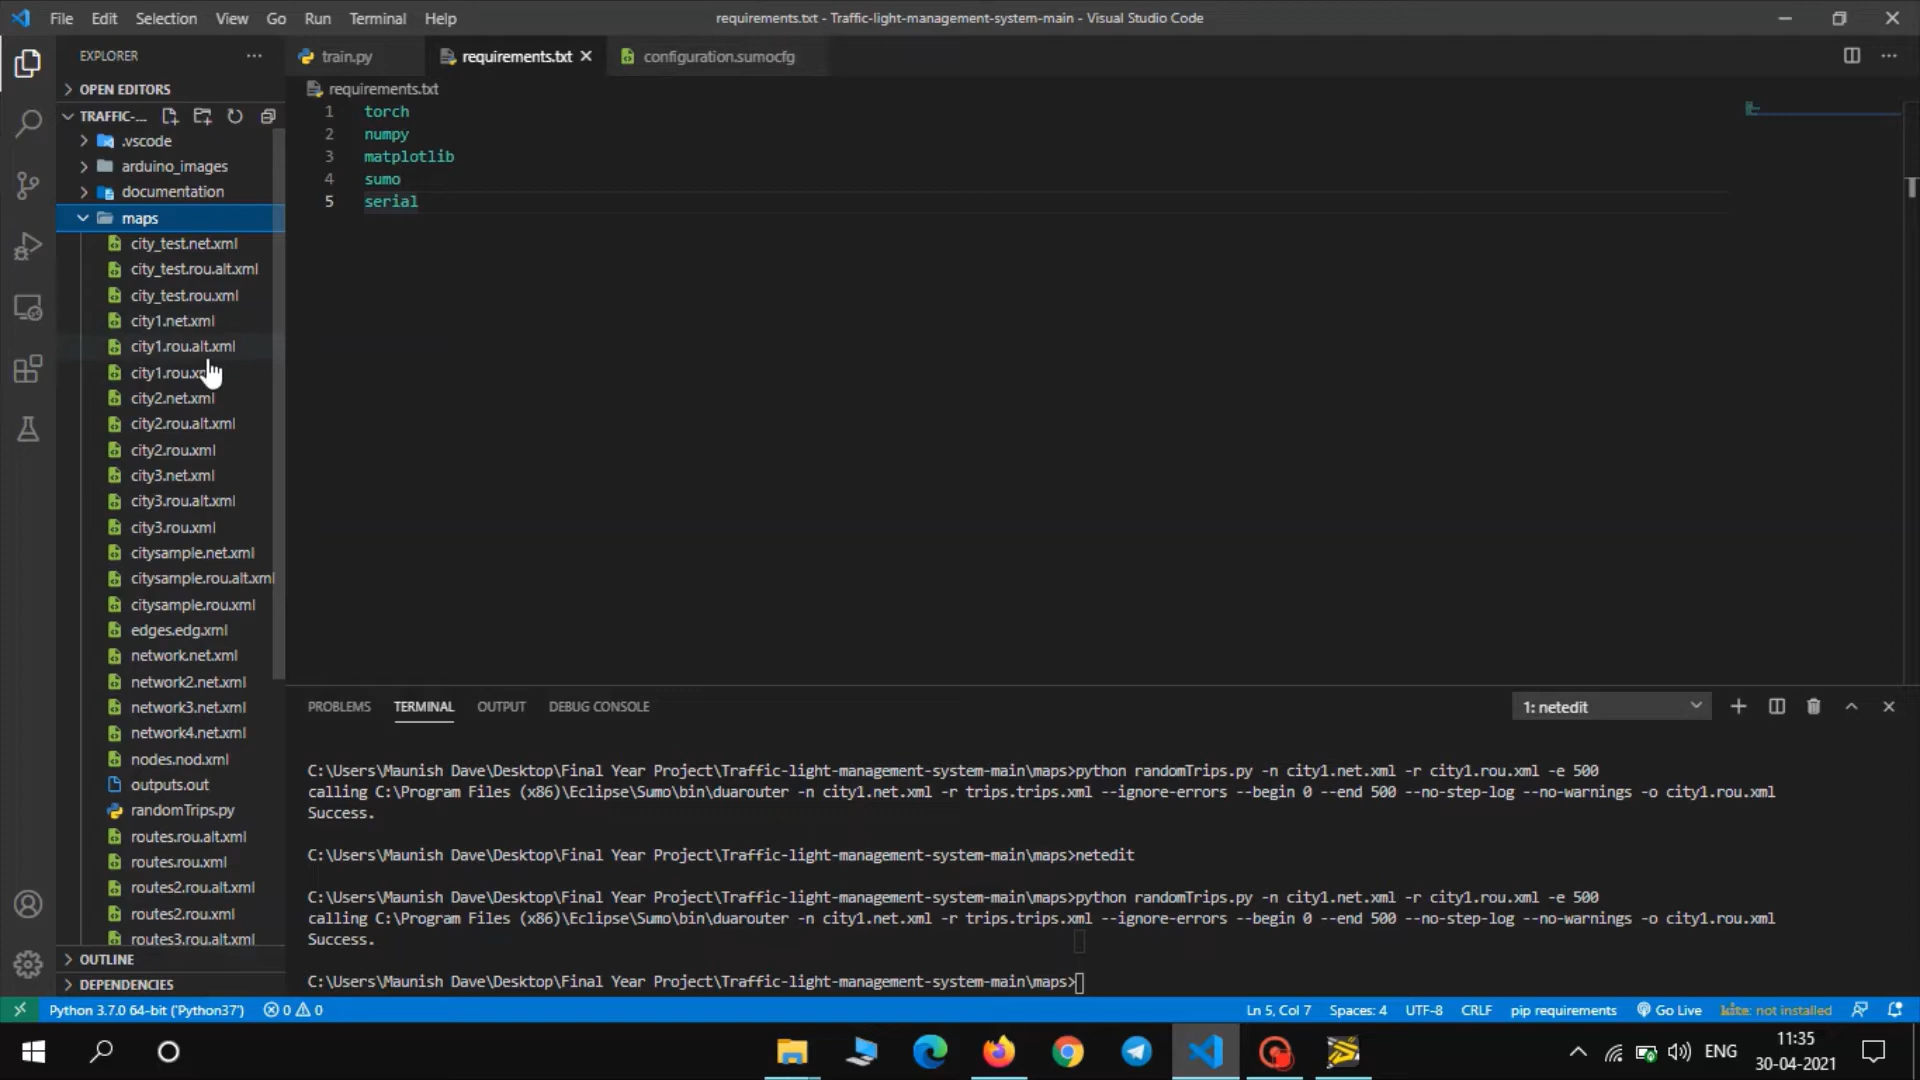 File Edit Selection View Go Run Terminal Help
requirements.txt - Traffic-light-management-system-main - Visual Studio Code
EXPLORER
train.py
requirements.txt
configuration.sumocfg
OPEN EDITORS
TRAFFIC-...
.vscode
arduino_images
documentation
maps
city_test.net.xml
city_test.rou.alt.xml
city_test.rou.xml
city1.net.xml
city1.rou.alt.xml
city2.net.xml
city2.rou.alt.xml
city2.rou.xml
city3.net.xml
city3.rou.alt.xml
city3.rou.xml
citysample.net.xml
citysample.rou.alt.xml
citysample.rou.xml
edges.edg.xml
network.net.xml
network2.net.xml
network3.net.xml
network4.net.xml
nodes.nod.xml
outputs.out
randomTrips.py
routes.rou.alt.xml
routes.rou.xml
routes2.rou.alt.xml
routes2.rou.xml
routes3.rou.alt.xml
OUTLINE
DEPENDENCIES
requirements.txt
1 torch
2 numpy
3 matplotlib
4 sumo
5 serial
PROBLEMS TERMINAL OUTPUT DEBUG CONSOLE
1: netedit
C:\Users\Maunish Dave\Desktop\Final Year Project\Traffic-light-management-system-main\maps>python randomTrips.py -n city1.net.xml -r city1.rou.xml -e 500
calling C:\Program Files (x86)\Eclipse\Sumo\bin\duarouter -n city1.net.xml -r trips.trips.xml --ignore-errors --begin 0 --end 500 --no-step-log --no-warnings -o city1.rou.xml
Success.
C:\Users\Maunish Dave\Desktop\Final Year Project\Traffic-light-management-system-main\maps>netedit
C:\Users\Maunish Dave\Desktop\Final Year Project\Traffic-light-management-system-main\maps>python randomTrips.py -n city1.net.xml -r city1.rou.xml -e 500
calling C:\Program Files (x86)\Eclipse\Sumo\bin\duarouter -n city1.net.xml -r trips.trips.xml --ignore-errors --begin 0 --end 500 --no-step-log --no-warnings -o city1.rou.xml
Success.
C:\Users\Maunish Dave\Desktop\Final Year Project\Traffic-light-management-system-main\maps>
Python 3.7.0 64-bit ('Python37') 0 0
Ln 5, Col 7 Spaces: 4 UTF-8 CRLF pip requirements Go Live kite: not installed
ENG
11:35
30-04-2021